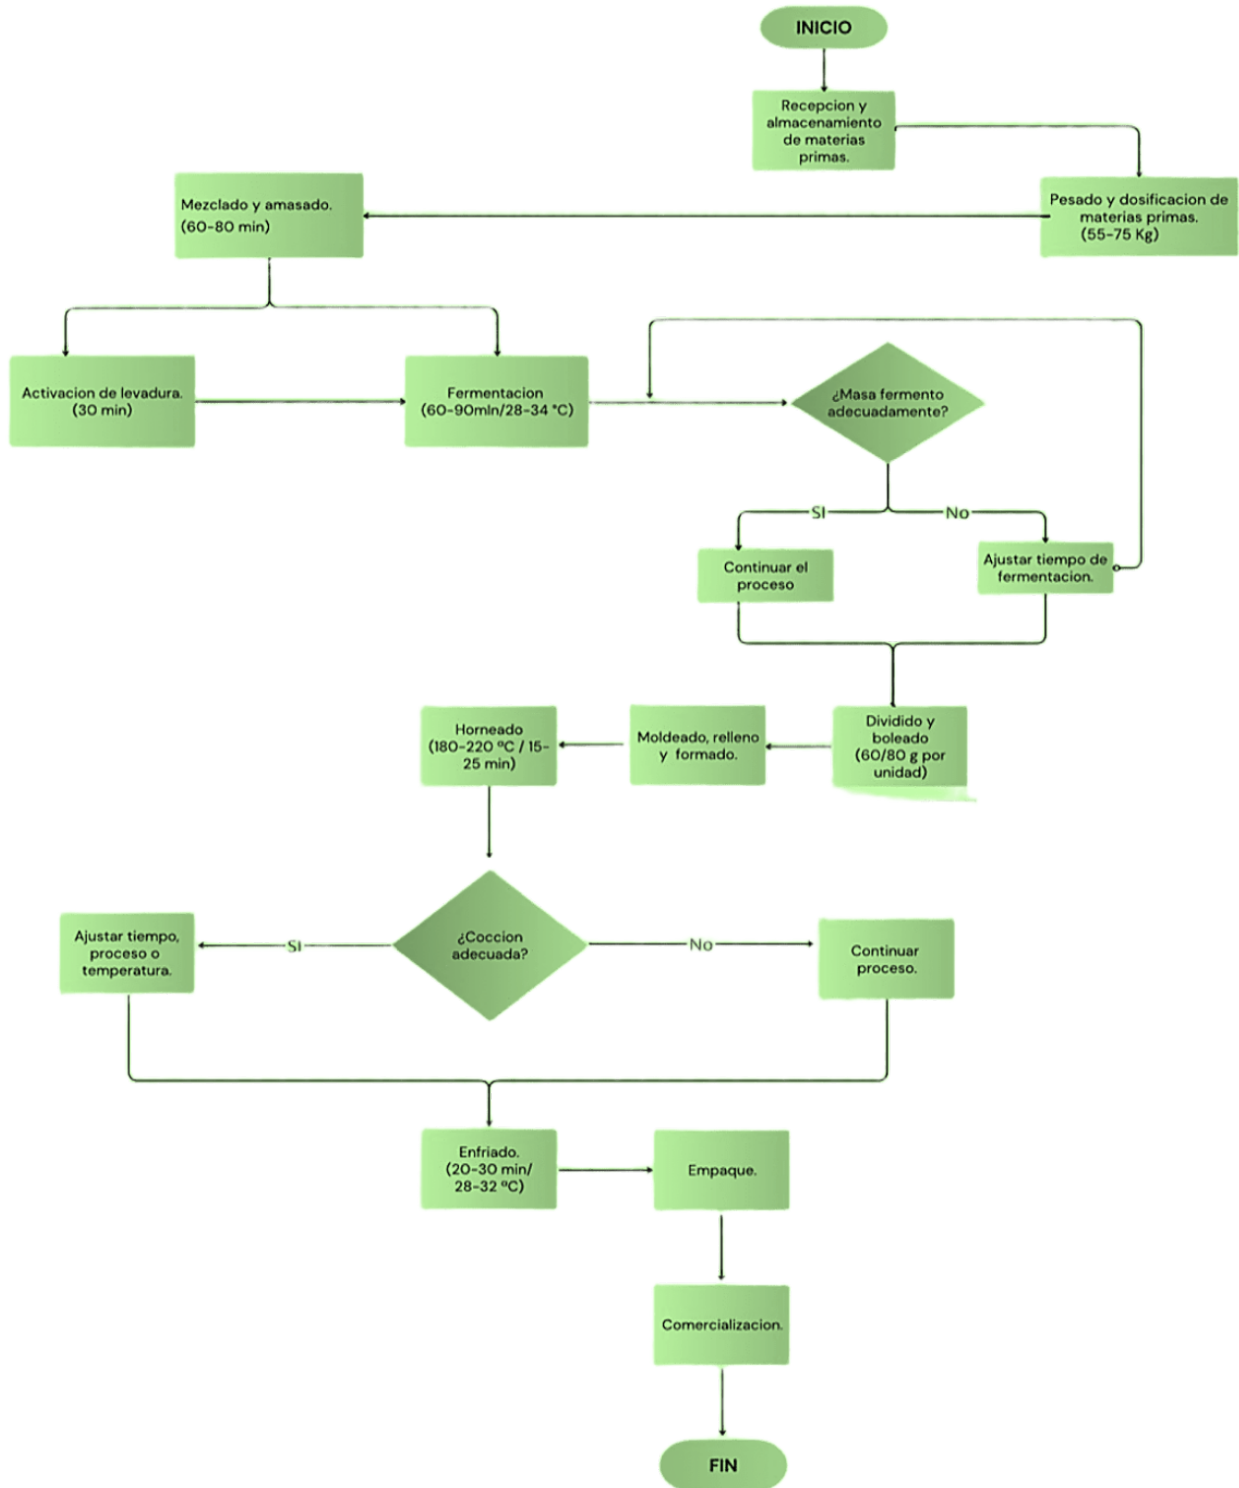 INICIO
Recepcion y
almacenamiento
de materias
primas.
Pesado y dosificacion de
materias primas.
(55-75 Kg)
Mezclado y amasado.
(60-80 min)
Activacion de levadura.
(30 min)
Fermentacion
(60-90min/28-34 °C)
¿Masa fermento
adecuadamente?
SI
No
Continuar el
proceso
Ajustar tiempo de
fermentacion.
Dividido y
boleado
(60/80 g por
unidad)
Moldeado, relleno
y formado.
Horneado
(180-220 ºC / 15-
25 min)
¿Coccion
adecuada?
SI
No
Ajustar tiempo,
proceso o
temperatura.
Continuar
proceso.
Enfriado.
(20-30 min/
28-32 ºC)
Empaque.
Comercializacion.
FIN